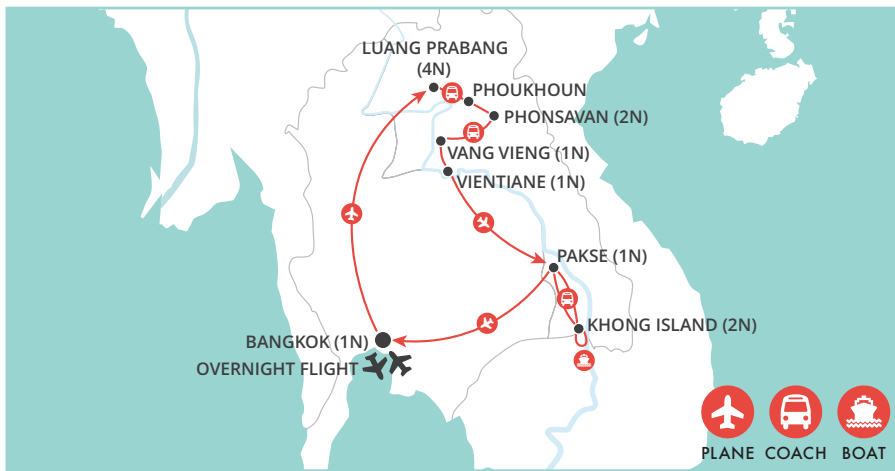 LUANG PRABANG
(4N)
PHOUKHOUN
PHONSAVAN (2N)
VANG VIENG (1N)
VIENTIANE (1N)
PAKSE (1N)
KHONG ISLAND (2N)
BANGKOK (1N)
OVERNIGHT FLIGHT
PLANE COACH BOAT